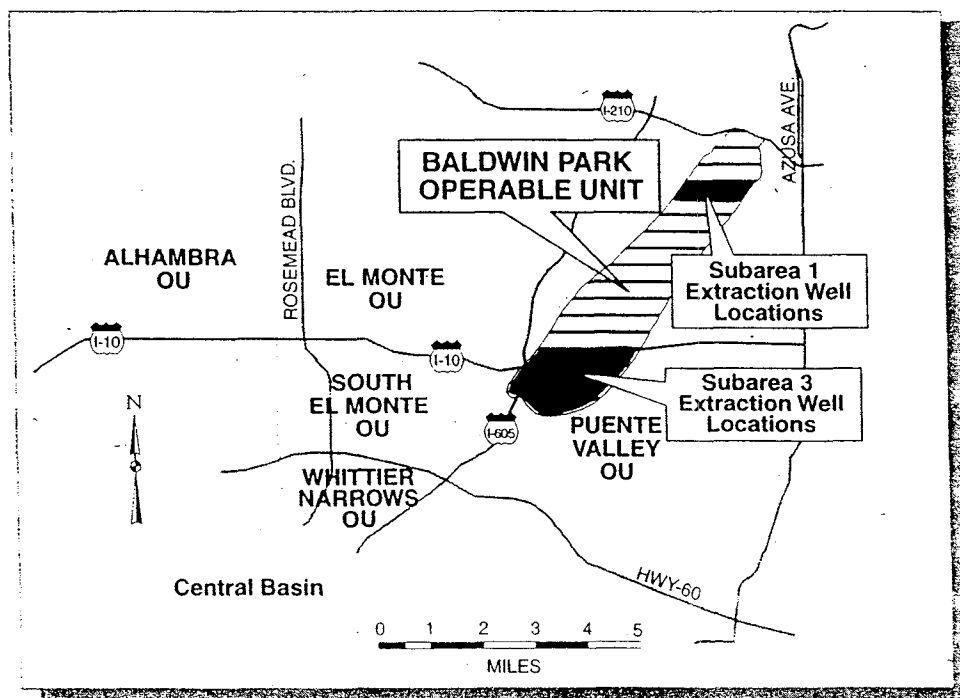 I-210
AZUSA AVE.
BALDWIN PARK
OPERABLE UNIT
ROSEMEAD BLVD.
ALHAMBRA
OU
EL MONTE
OU
Subarea 1
Extraction Well
Locations
I-10
I-10
SOUTH
EL MONTE
OU
Subarea 3
Extraction Well
Locations
N
I-605
PUENTE
VALLEY
OU
WHITTIER
NARROWS
OU
Central Basin
HWY-60
0 1 2 3 4 5
MILES